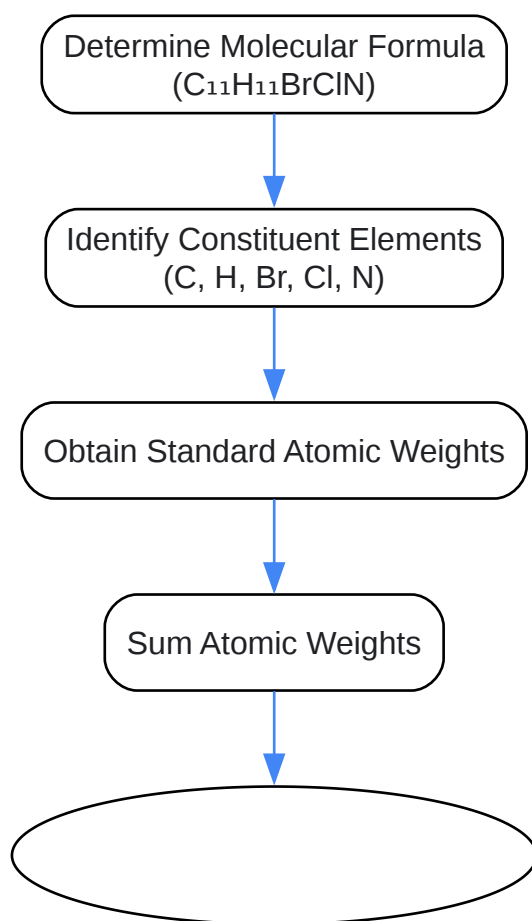 Determine Molecular Formula
(C₁₁H₁₁BrClN)
Identify Constituent Elements
(C, H, Br, Cl, N)
Obtain Standard Atomic Weights
Sum Atomic Weights